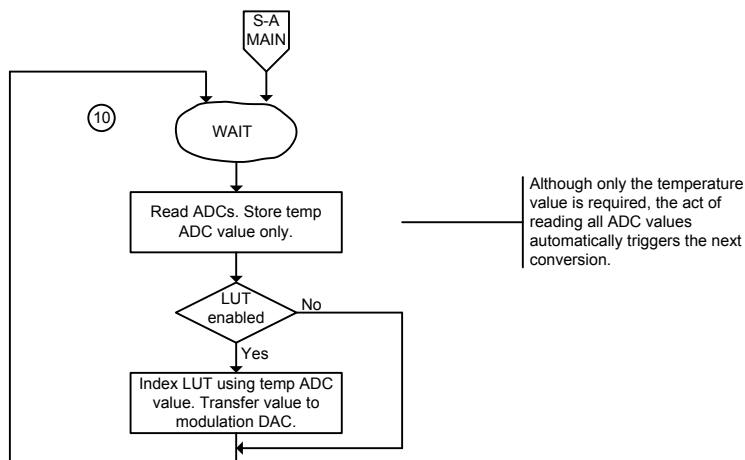 S-A
MAIN
10
WAIT
Read ADCs. Store temp
ADC value only.
Although only the temperature
value is required, the act of
reading all ADC values
automatically triggers the next
conversion.
LUT
enabled
No
Yes
Index LUT using temp ADC
value. Transfer value to
modulation DAC.